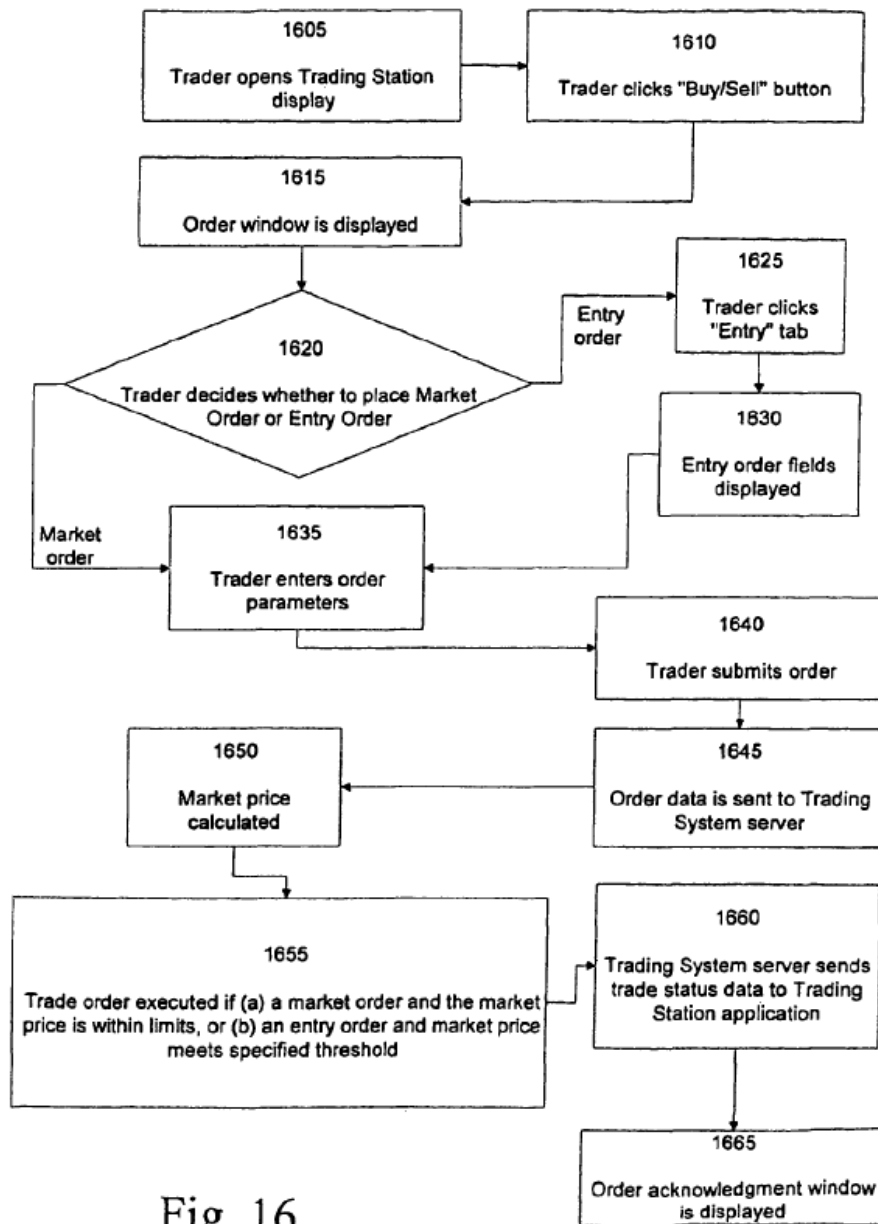 1605
Trader opens Trading Station
display
1610
Trader clicks "Buy/Sell" button
1615
Order window is displayed
1620
Trader decides whether to place Market
Order or Entry Order
Entry
order
1625
Trader clicks
"Entry" tab
1630
Entry order fields
displayed
Market
order
1635
Trader enters order
parameters
1640
Trader submits order
1645
Order data is sent to Trading
System server
1650
Market price
calculated
1655
Trade order executed if (a) a market order and the market
price is within limits, or (b) an entry order and market price
meets specified threshold
1660
Trading System server sends
trade status data to Trading
Station application
1665
Order acknowledgment window
is displayed
Fig. 16